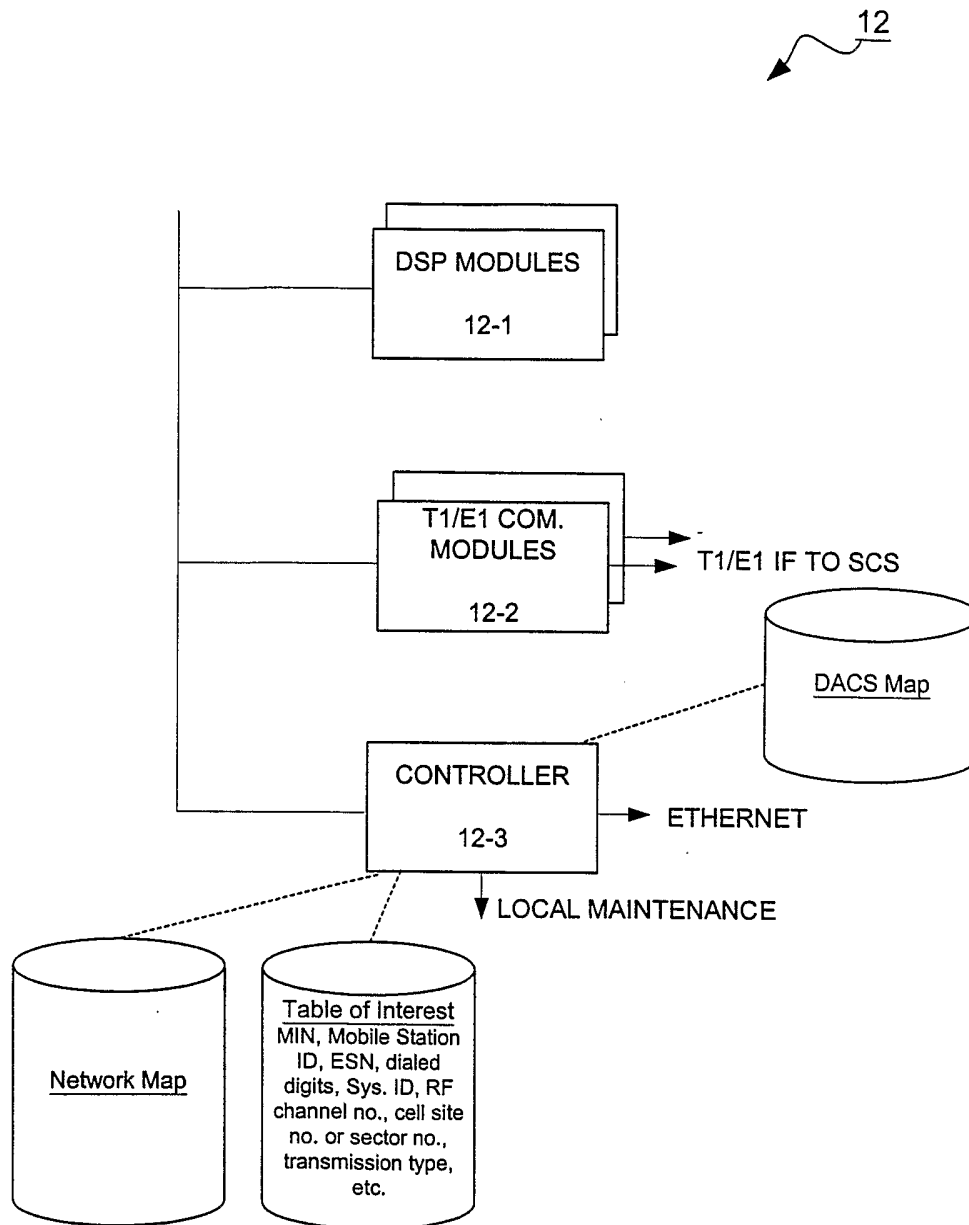 12
DSP MODULES
12-1
T1/E1 COM.
MODULES
12-2
T1/E1 IF TO SCS
DACS Map
CONTROLLER
12-3
ETHERNET
LOCAL MAINTENANCE
Network Map
Table of Interest
MIN, Mobile Station
ID, ESN, dialed
digits, Sys. ID, RF
channel no., cell site
no. or sector no.,
transmission type,
etc.